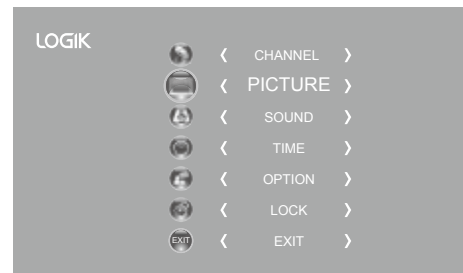 LOGIK
CHANNEL
PICTURE
SOUND
TIME
OPTION
LOCK
EXIT EXIT